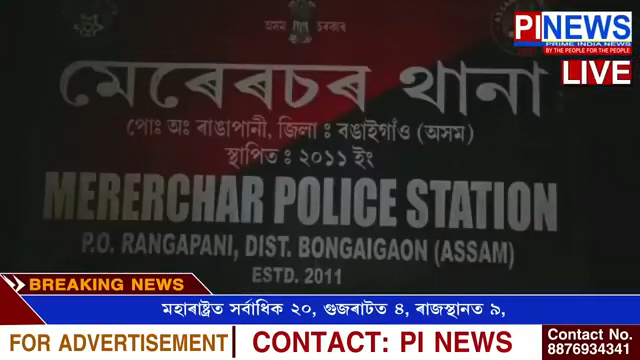 অসম চৰকাৰ
PI NEWS
PRIME INDIA NEWS
BY THE PEOPLE FOR THE PEOPLE
LIVE
মেৰেৰচৰ থানা
পোঃ অঃ ৰাঙাপানী, জিলা ঃ বঙাইগাঁও (অসম)
স্থাপিত ঃ ২০১১ ইং
MERERCHAR POLICE STATION
P.O. RANGAPANI, DIST. BONGAIGAON (ASSAM)
ESTD. 2011
BREAKING NEWS
মহাৰাষ্ট্ৰত সৰ্বাধিক ২০, গুজৰাটত ৪, ৰাজস্থানত ৯,
FOR ADVERTISEMENT CONTACT: PI NEWS
Contact No.
8876934341